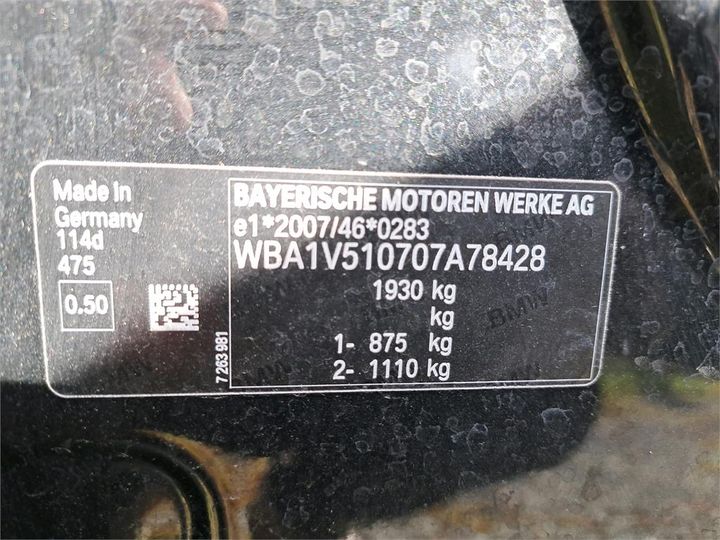 Made In
Germany
114d
475
0.50
7 263 981
BAYERISCHE MOTOREN WERKE AG
e1*2007/46*0283
WBA1V510707A78428
1930 kg
kg
1- 875 kg
2- 1110 kg